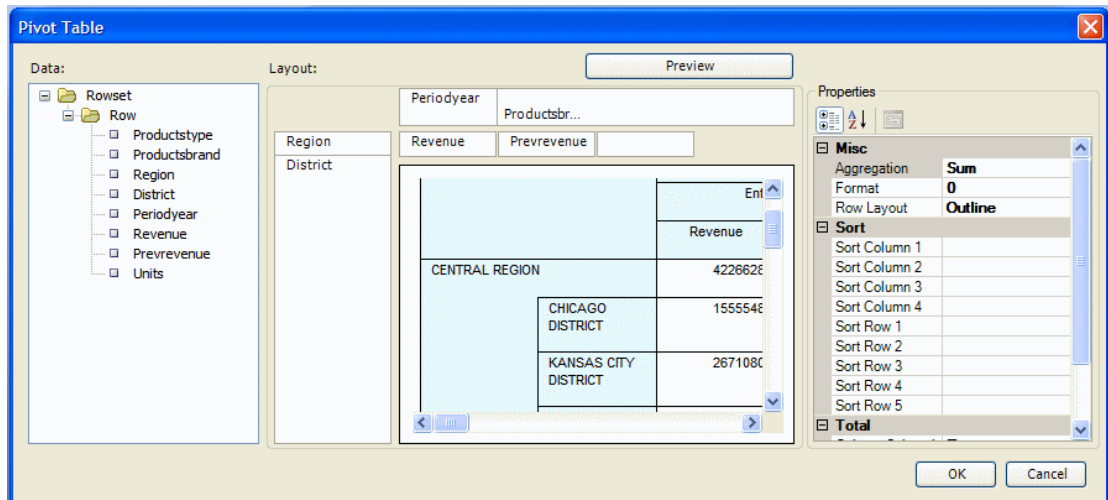 Pivot Table
Data:
Rowset
Row
Productstype
Productsbrand
Region
District
Periodyear
Revenue
Prevrevenue
Units
Layout:
Preview
Periodyear
Productsbr...
Region
District
Revenue
Prevrevenue
Ent
Revenue
CENTRAL REGION
4226628
CHICAGO
DISTRICT
1555548
KANSAS CITY
DISTRICT
2671080
Properties
Misc
Aggregation Sum
Format 0
Row Layout Outline
Sort
Sort Column 1
Sort Column 2
Sort Column 3
Sort Column 4
Sort Row 1
Sort Row 2
Sort Row 3
Sort Row 4
Sort Row 5
Total
OK
Cancel